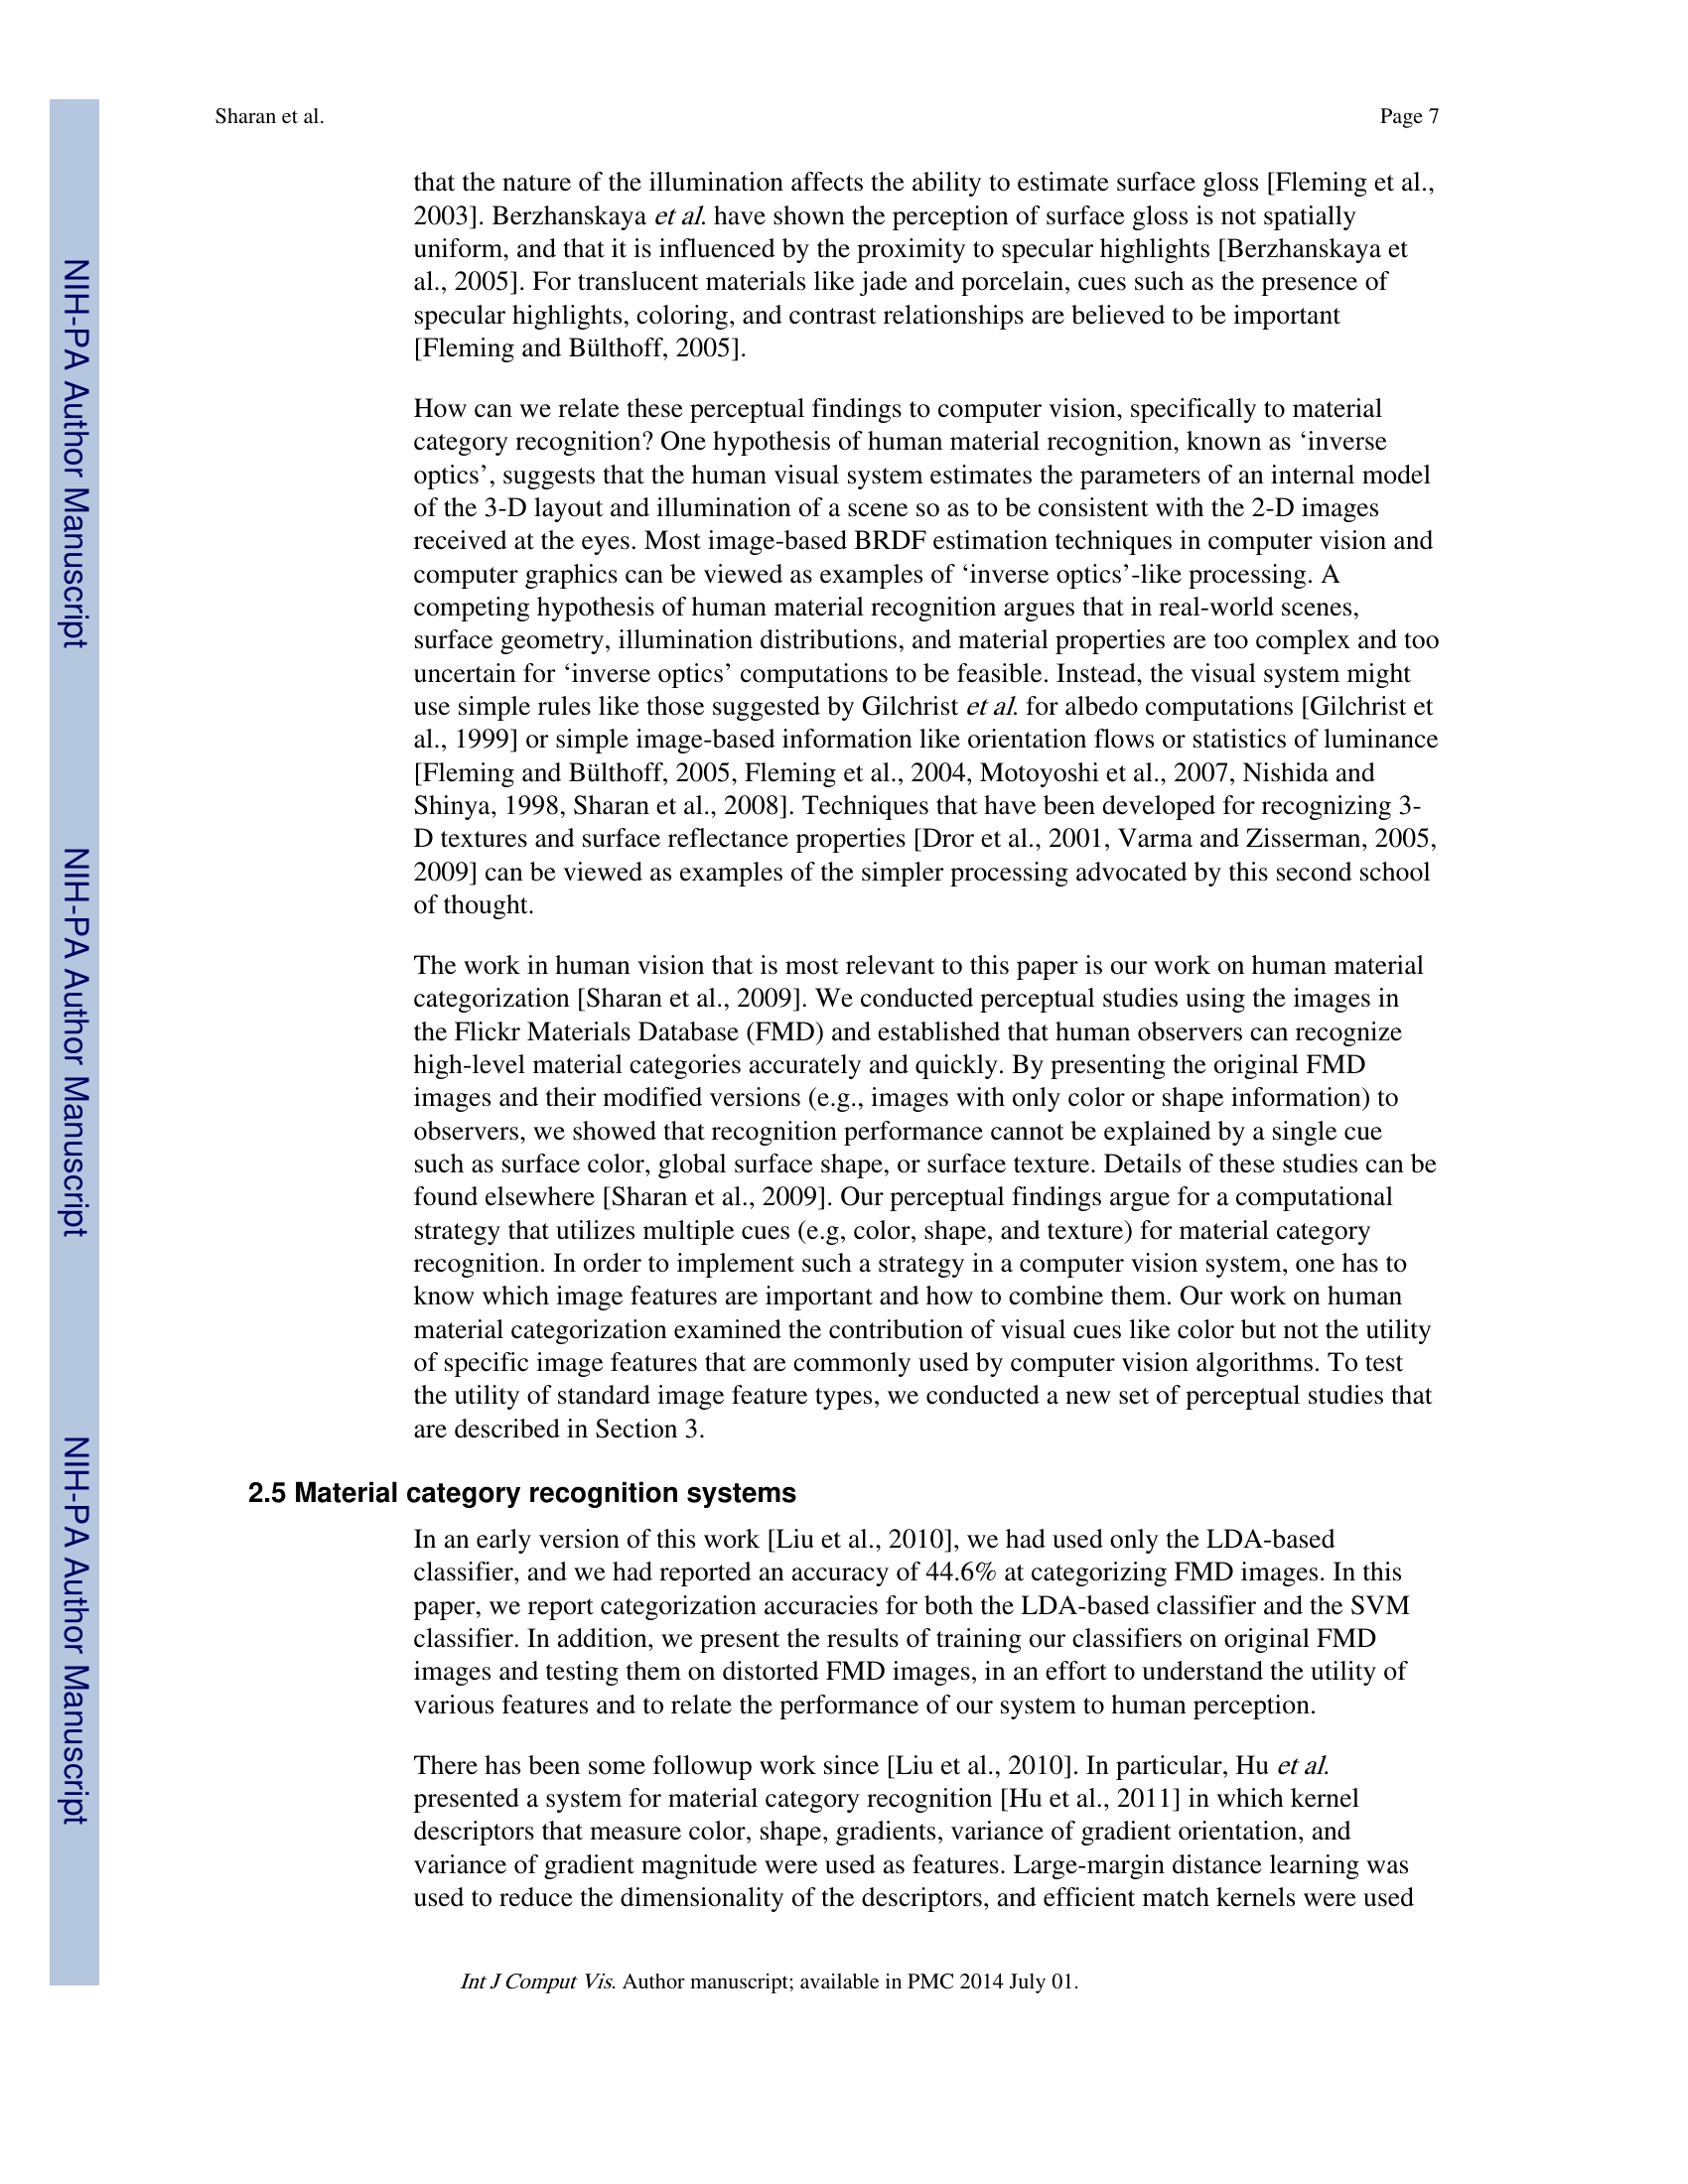 Sharan et al.
Page 7
that the nature of the illumination affects the ability to estimate surface gloss [Fleming et al.,
2003]. Berzhanskaya et al. have shown the perception of surface gloss is not spatially
uniform, and that it is influenced by the proximity to specular highlights [Berzhanskaya et
al., 2005]. For translucent materials like jade and porcelain, cues such as the presence of
specular highlights, coloring, and contrast relationships are believed to be important
[Fleming and Bülthoff, 2005].
How can we relate these perceptual findings to computer vision, specifically to material
category recognition? One hypothesis of human material recognition, known as ‘inverse
optics’, suggests that the human visual system estimates the parameters of an internal model
of the 3-D layout and illumination of a scene so as to be consistent with the 2-D images
received at the eyes. Most image-based BRDF estimation techniques in computer vision and
computer graphics can be viewed as examples of ‘inverse optics’-like processing. A
competing hypothesis of human material recognition argues that in real-world scenes,
surface geometry, illumination distributions, and material properties are too complex and too
uncertain for ‘inverse optics’ computations to be feasible. Instead, the visual system might
use simple rules like those suggested by Gilchrist et al. for albedo computations [Gilchrist et
al., 1999] or simple image-based information like orientation flows or statistics of luminance
[Fleming and Bülthoff, 2005, Fleming et al., 2004, Motoyoshi et al., 2007, Nishida and
Shinya, 1998, Sharan et al., 2008]. Techniques that have been developed for recognizing 3-
D textures and surface reflectance properties [Dror et al., 2001, Varma and Zisserman, 2005,
2009] can be viewed as examples of the simpler processing advocated by this second school
of thought.
The work in human vision that is most relevant to this paper is our work on human material
categorization [Sharan et al., 2009]. We conducted perceptual studies using the images in
the Flickr Materials Database (FMD) and established that human observers can recognize
high-level material categories accurately and quickly. By presenting the original FMD
images and their modified versions (e.g., images with only color or shape information) to
observers, we showed that recognition performance cannot be explained by a single cue
such as surface color, global surface shape, or surface texture. Details of these studies can be
found elsewhere [Sharan et al., 2009]. Our perceptual findings argue for a computational
strategy that utilizes multiple cues (e.g, color, shape, and texture) for material category
recognition. In order to implement such a strategy in a computer vision system, one has to
know which image features are important and how to combine them. Our work on human
material categorization examined the contribution of visual cues like color but not the utility
of specific image features that are commonly used by computer vision algorithms. To test
the utility of standard image feature types, we conducted a new set of perceptual studies that
are described in Section 3.
2.5 Material category recognition systems
In an early version of this work [Liu et al., 2010], we had used only the LDA-based
classifier, and we had reported an accuracy of 44.6% at categorizing FMD images. In this
paper, we report categorization accuracies for both the LDA-based classifier and the SVM
classifier. In addition, we present the results of training our classifiers on original FMD
images and testing them on distorted FMD images, in an effort to understand the utility of
various features and to relate the performance of our system to human perception.
There has been some followup work since [Liu et al., 2010]. In particular, Hu et al.
presented a system for material category recognition [Hu et al., 2011] in which kernel
descriptors that measure color, shape, gradients, variance of gradient orientation, and
variance of gradient magnitude were used as features. Large-margin distance learning was
used to reduce the dimensionality of the descriptors, and efficient match kernels were used
Int J Comput Vis. Author manuscript; available in PMC 2014 July 01.
NIH-PA Author Manuscript
NIH-PA Author Manuscript
NIH-PA Author Manuscript